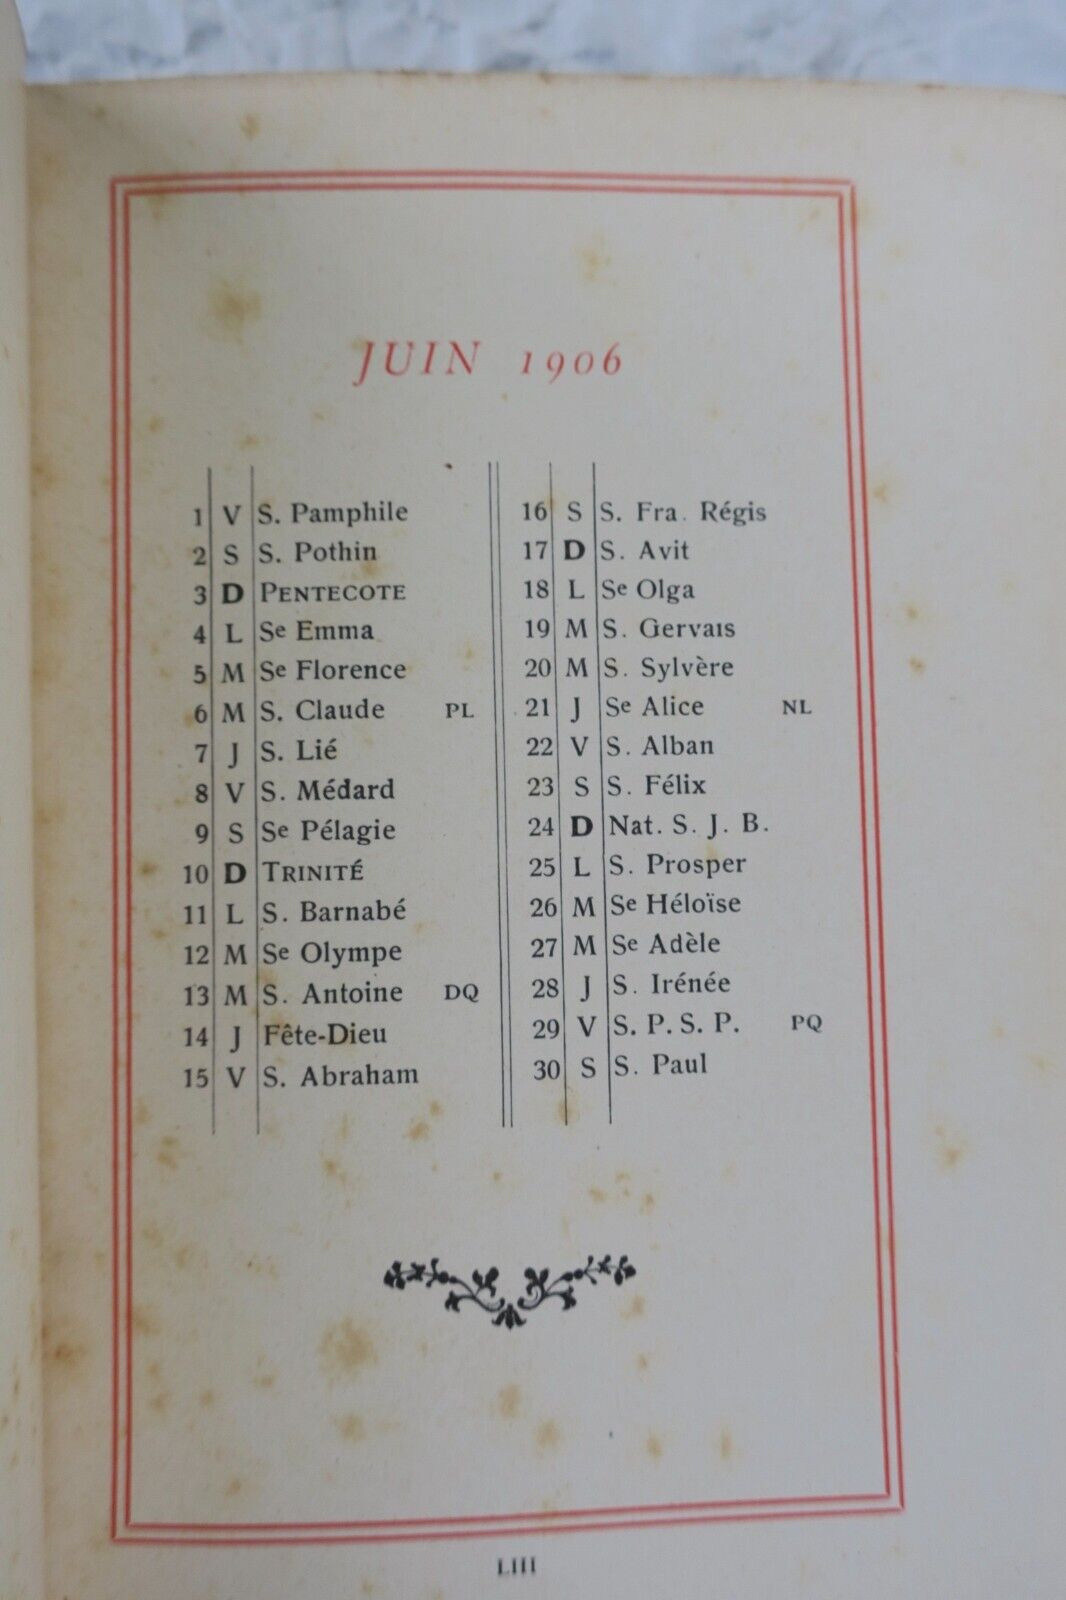 JUIN 1906
1 V S. Pamphile
2 S S. Pothin
3 D PENTECOTE
4 L Se Emma
5 M Se Florence
6 M S. Claude PL
7 J S. Lié
8 V S. Médard
9 S Se Pélagie
10 D TRINITÉ
11 L S. Barnabé
12 M Se Olympe
13 M S. Antoine DQ
14 J Fête-Dieu
15 V S. Abraham
16 S S. Fra. Régis
17 D S. Avit
18 L Se Olga
19 M S. Gervais
20 M S. Sylvère
21 J Se Alice NL
22 V S. Alban
23 S S. Félix
24 D Nat. S. J. B.
25 L S. Prosper
26 M Se Héloïse
27 M Se Adèle
28 J S. Irénée
29 V S. P. S. P. PQ
30 S S. Paul
LIII